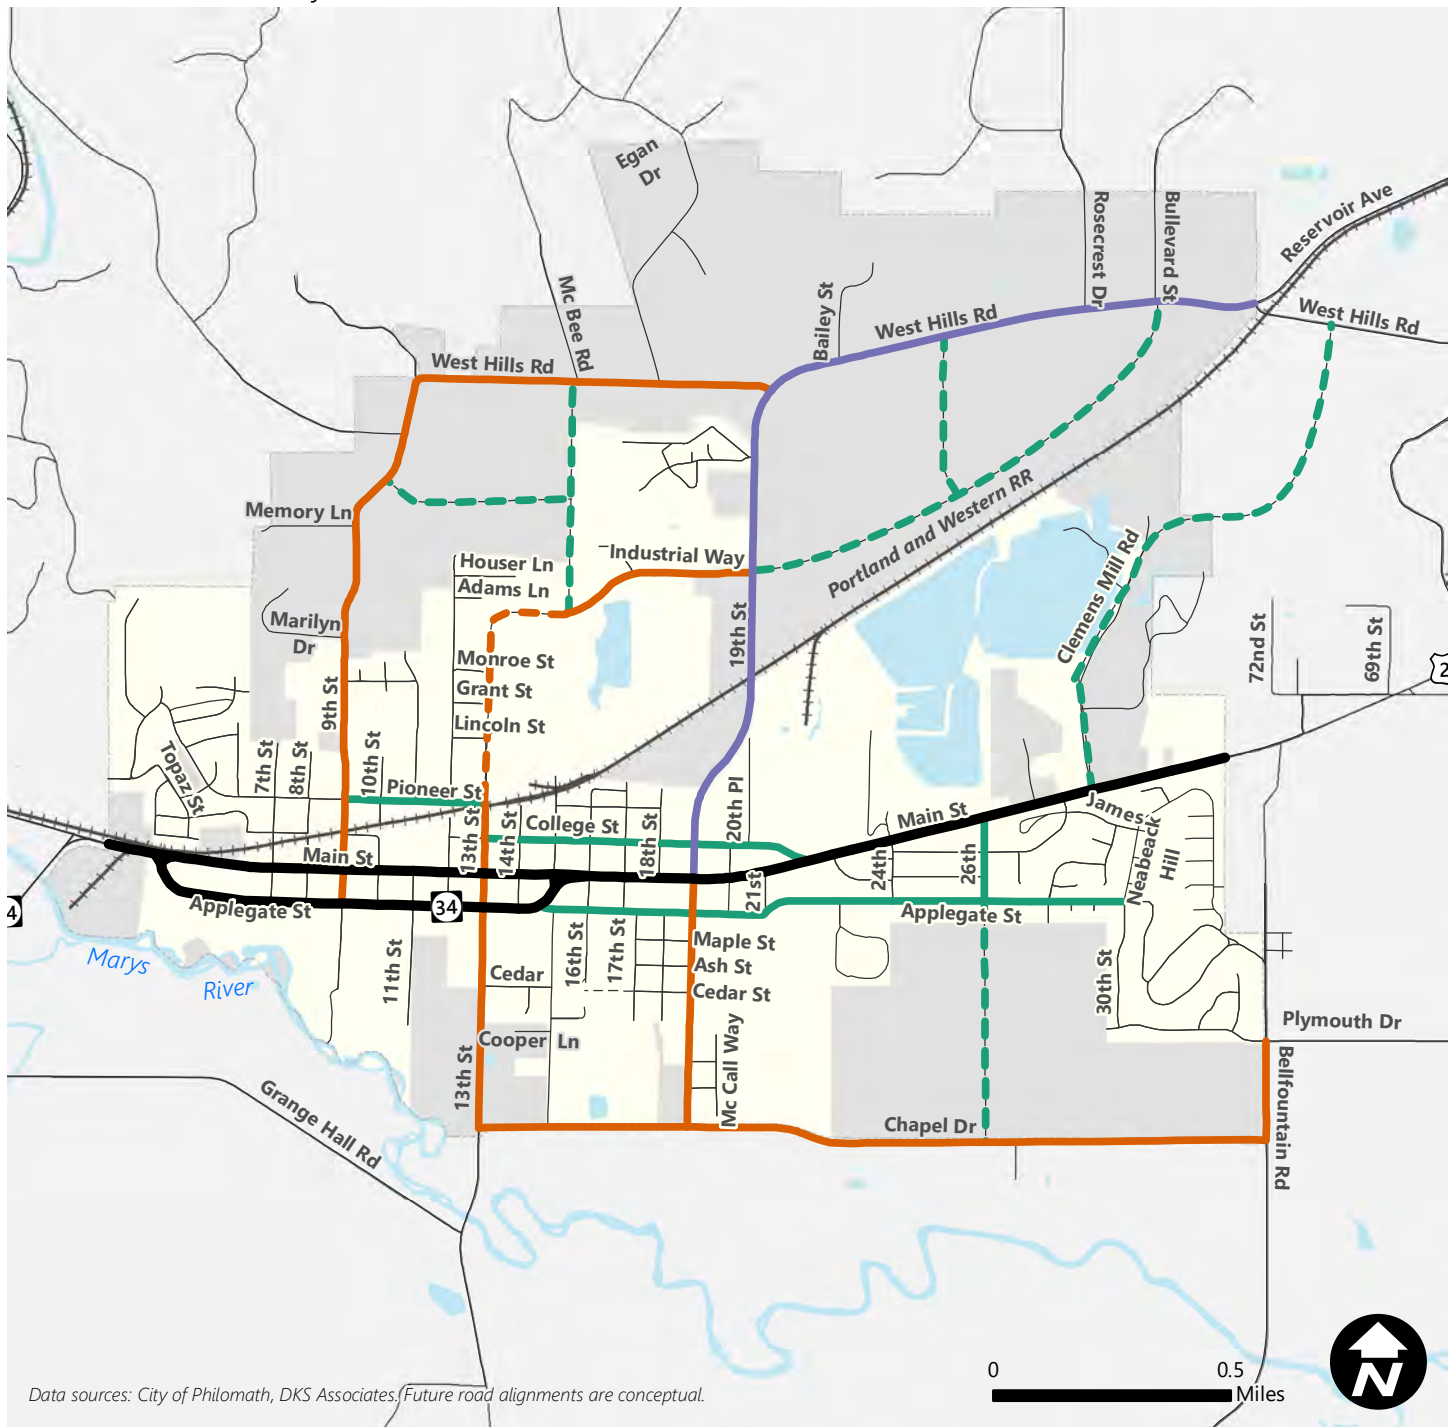 Egan
Dr
Reservoir Ave
Rosecrest Dr
Bullevard St
Mc Bee Rd
Bailey St
West Hills Rd
West Hills Rd
West Hills Rd
Memory Ln
Portland and Western RR
Industrial Way
Houser Ln
Adams Ln
Clemens Mill Rd
Marilyn
Dr
19th St
72nd St
69th St
Monroe St
Grant St
Lincoln St
9th St
2
Topaz St
7th St
8th St
10th St
Pioneer St
13th St
14th St
College St
18th St
20th Pl
Main St
James
Neabeack
Hill
Main St
24th
26th
21st
34
4
Applegate St
Applegate St
Marys
River
11th St
16th St
17th St
Maple St
Ash St
Cedar St
Cedar
30th St
Plymouth Dr
Cooper Ln
Mc Call Way
13th St
Grange Hall Rd
Chapel Dr
Bellfountain Rd
0
0.5
Miles
N
Data sources: City of Philomath, DKS Associates. Future road alignments are conceptual.